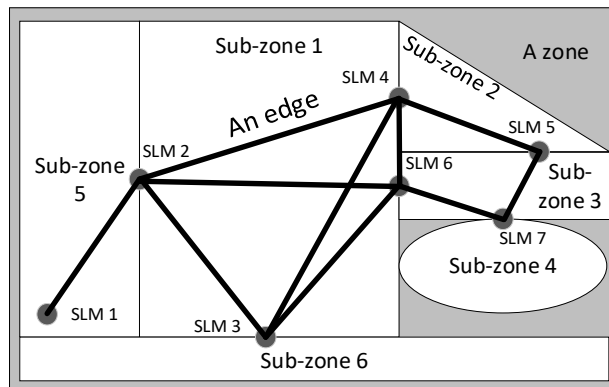 Sub-zone 1
Sub-zone 2
A zone
SLM 4
An edge
SLM 5
SLM 2
SLM 6
Sub-zone
5
Sub-
zone 3
SLM 7
Sub-zone 4
SLM 1
SLM 3
Sub-zone 6